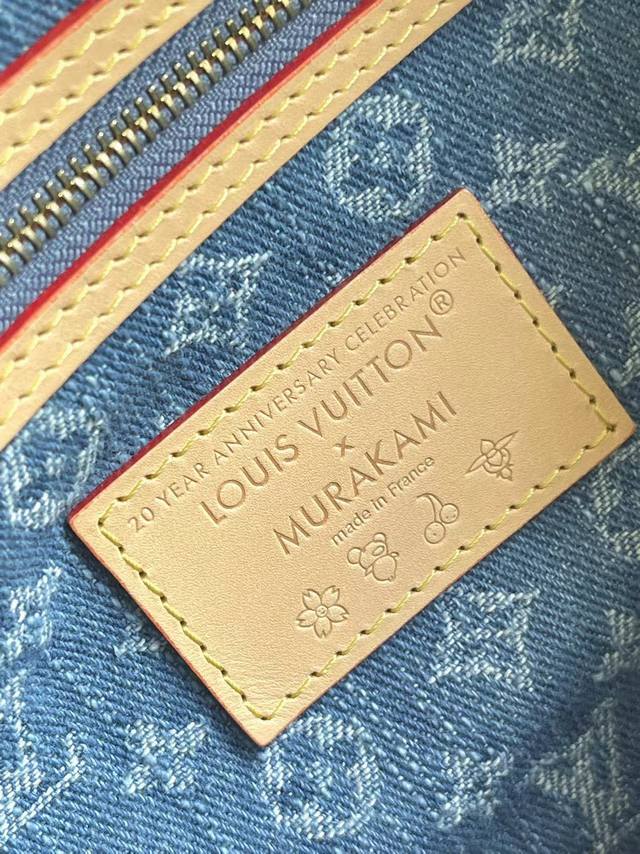 20 YEAR ANNIVERSARY CELEBRATION
LOUIS VUITTON®
×
MURAKAMI
made in France